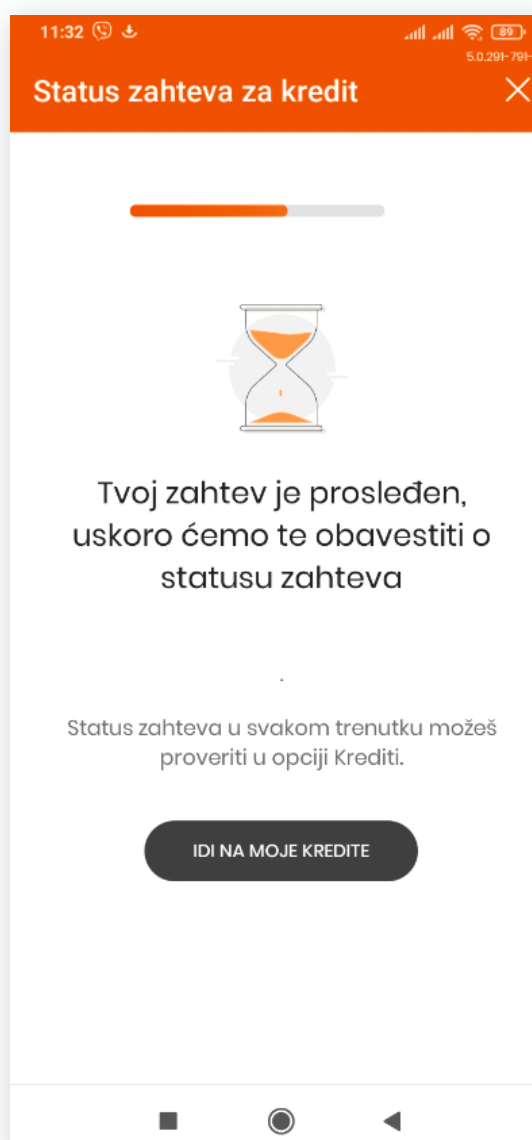 11:32
89
5.0.291-791-
Status zahteva za kredit
Tvoj zahtev je prosleđen,
uskoro ćemo te obavestiti o
statusu zahteva
.
Status zahteva u svakom trenutku možeš
proveriti u opciji Krediti.
IDI NA MOJE KREDITE